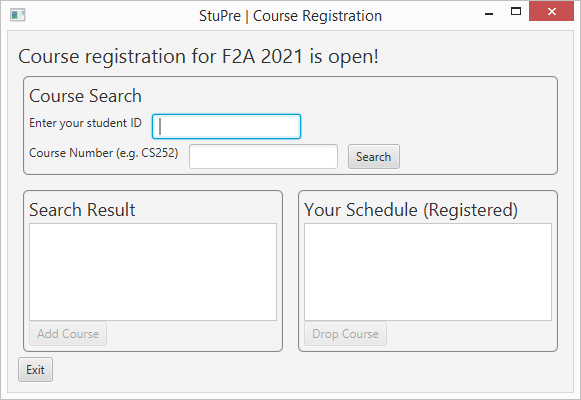 StuPre | Course Registration
Course registration for F2A 2021 is open!
Course Search
Enter your student ID
Course Number (e.g. CS252)
Search
Search Result
Your Schedule (Registered)
Add Course
Drop Course
Exit